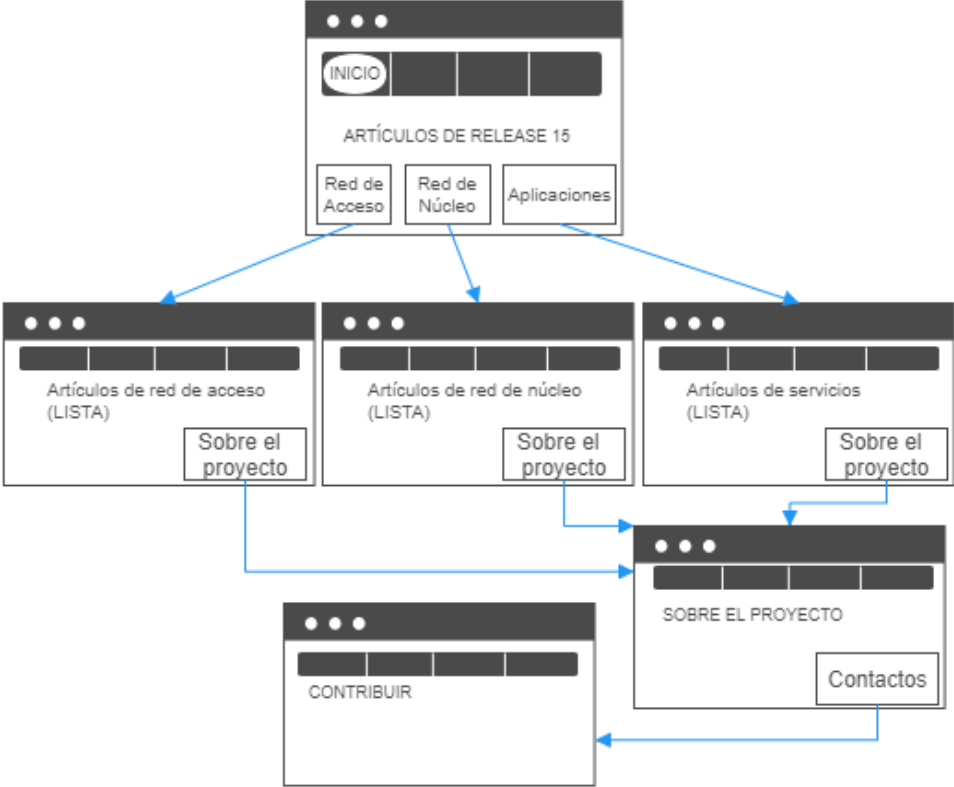 INICIO
ARTÍCULOS DE RELEASE 15
Red de
Acceso
Red de
Núcleo
Aplicaciones
Artículos de red de acceso
(LISTA)
Sobre el
proyecto
Artículos de red de núcleo
(LISTA)
Sobre el
proyecto
Artículos de servicios
(LISTA)
Sobre el
proyecto
SOBRE EL PROYECTO
Contactos
CONTRIBUIR